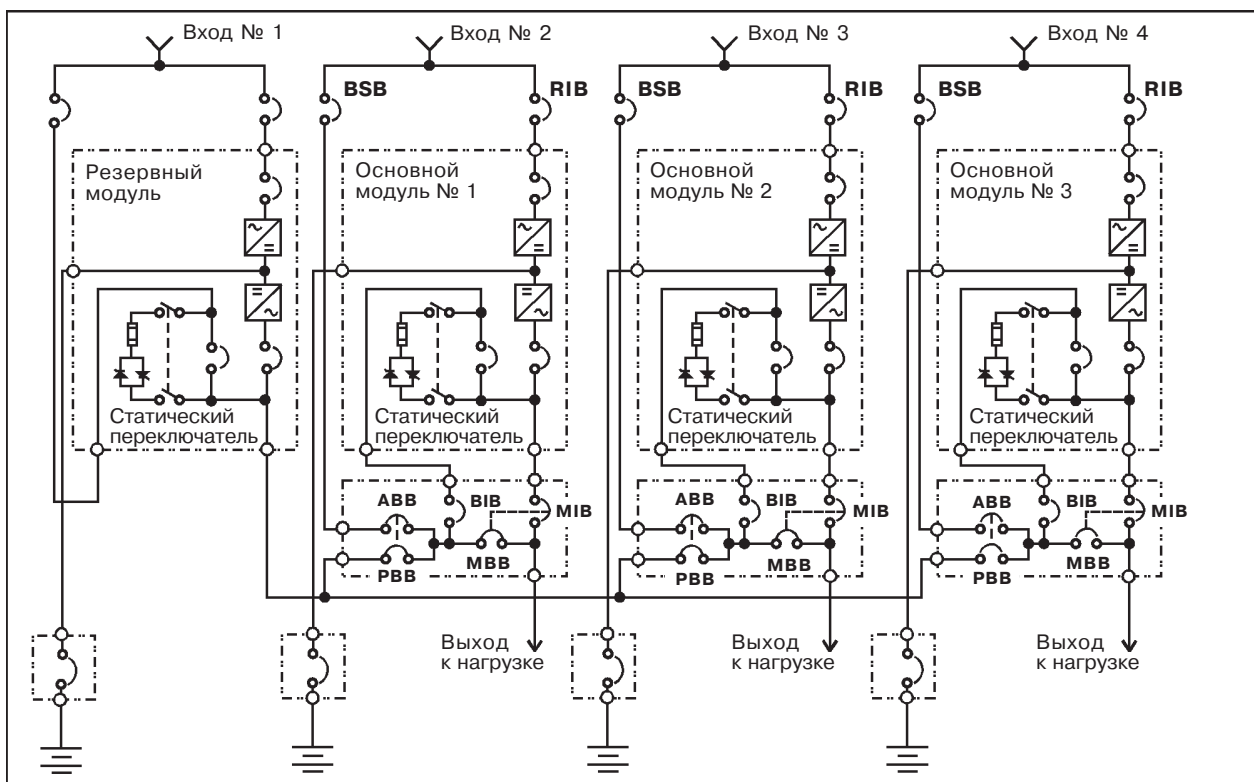 Вход № 1
Вход № 2
Вход № 3
Вход № 4
BSB
RIB
BSB
RIB
BSB
RIB
Резервный
модуль
Основной
модуль № 1
Основной
модуль № 2
Основной
модуль № 3
Статический
переключатель
Статический
переключатель
Статический
переключатель
Статический
переключатель
ABB
BIB
MIB
PBB
MBB
ABB
BIB
MIB
PBB
MBB
ABB
BIB
MIB
PBB
MBB
Выход
к нагрузке
Выход
к нагрузке
Выход
к нагрузке